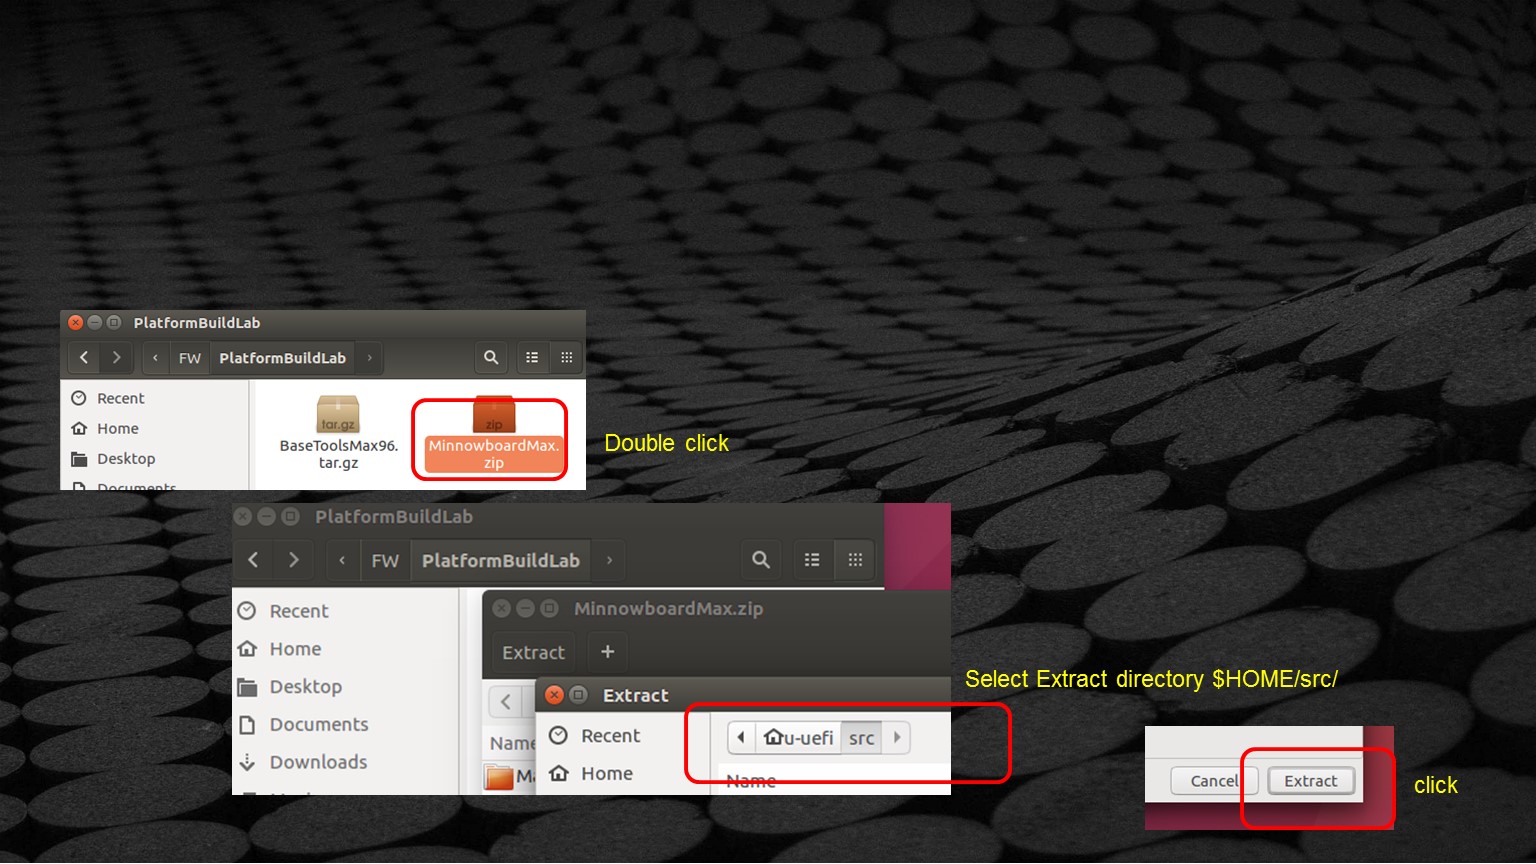 PlatformBuildLab
FW PlatformBuildLab
Recent
Home
Desktop
Documents
tar.gz
BaseToolsMax96.
tar.gz
zip
MinnowboardMax.
zip
Double click
PlatformBuildLab
FW PlatformBuildLab
Recent
Home
Desktop
Documents
Downloads
MinnowboardMax.zip
Extract +
Name
Extract
Recent
Home
u-uefi src
Name
Select Extract directory $HOME/src/
Cancel Extract
click